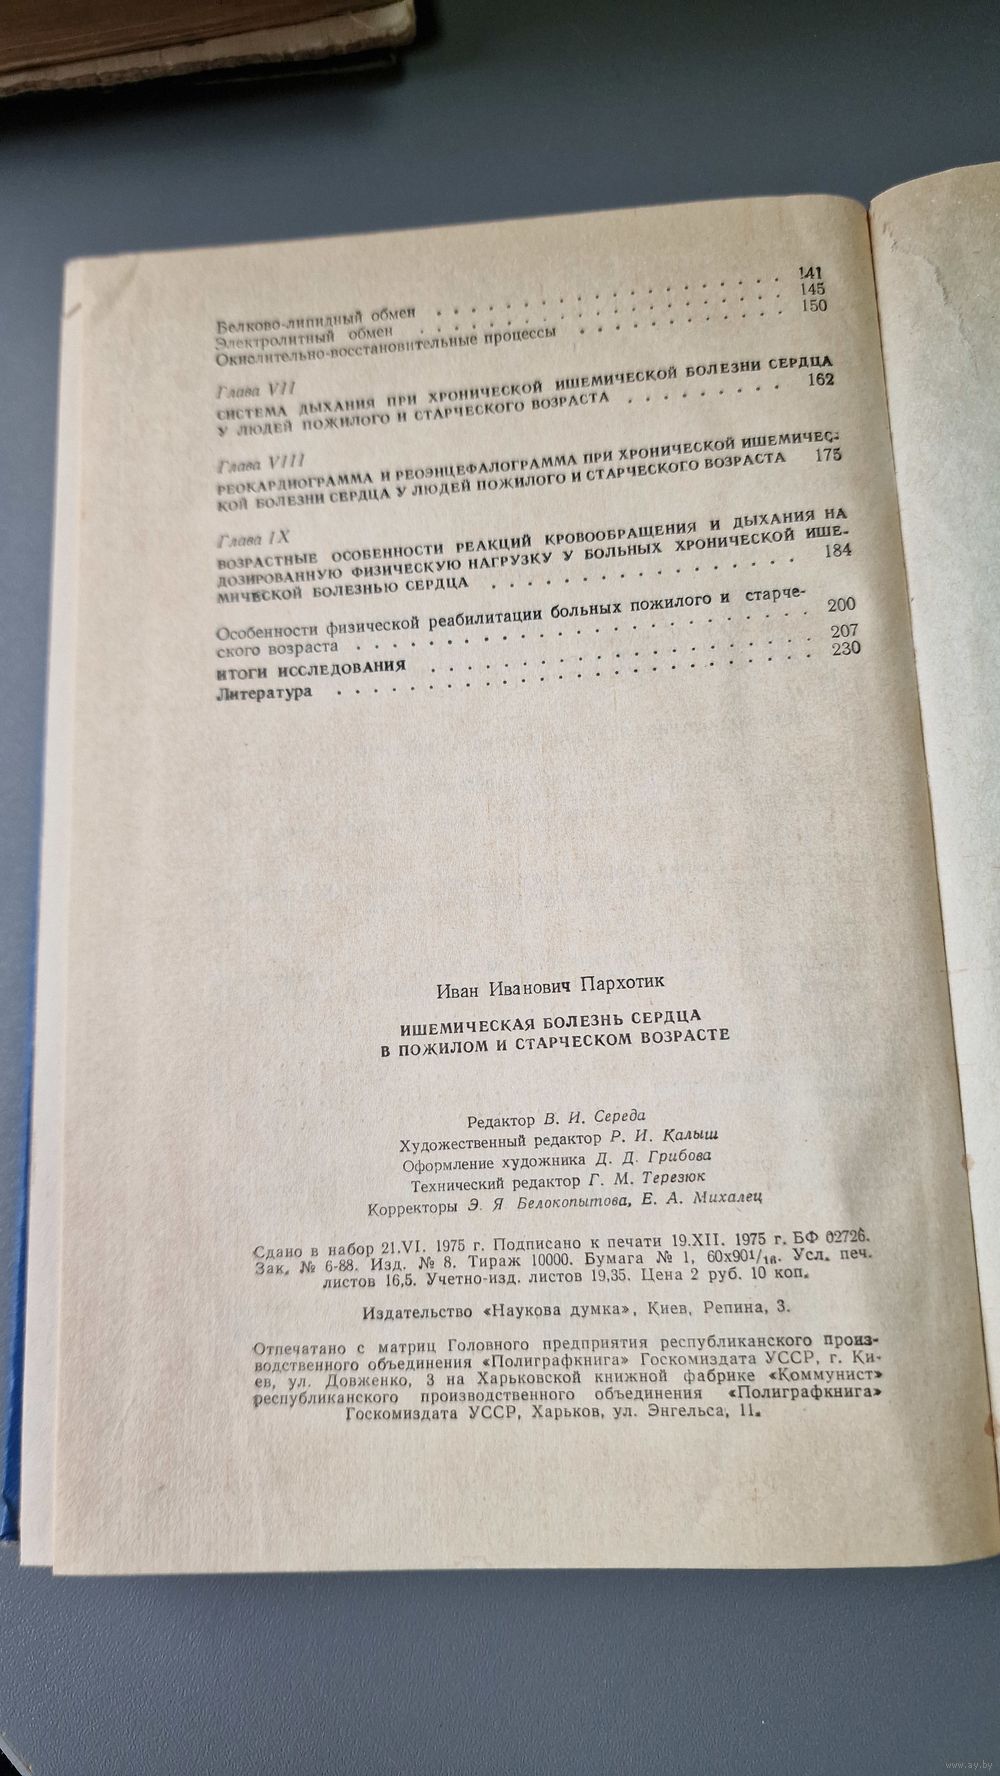 Белково-липидный обмен . . . . . . . . . . . . . . 141
Электролитный обмен . . . . . . . . . . . . . . 145
Окислительно-восстановительные процессы . . . . . . . . 150
Глава VII
СИСТЕМА ДЫХАНИЯ ПРИ ХРОНИЧЕСКОЙ ИШЕМИЧЕСКОЙ БОЛЕЗНИ СЕРДЦА
У ЛЮДЕЙ ПОЖИЛОГО И СТАРЧЕСКОГО ВОЗРАСТА . . . . . . . . 162
Глава VIII
РЕОКАРДИОГРАММА И РЕОЭНЦЕФАЛОГРАММА ПРИ ХРОНИЧЕСКОЙ ИШЕМИЧЕС-
КОЙ БОЛЕЗНИ СЕРДЦА У ЛЮДЕЙ ПОЖИЛОГО И СТАРЧЕСКОГО ВОЗРАСТА 175
Глава IX
ВОЗРАСТНЫЕ ОСОБЕННОСТИ РЕАКЦИЙ КРОВООБРАЩЕНИЯ И ДЫХАНИЯ НА
ДОЗИРОВАННУЮ ФИЗИЧЕСКУЮ НАГРУЗКУ У БОЛЬНЫХ ХРОНИЧЕСКОЙ ИШЕ-
МИЧЕСКОЙ БОЛЕЗНЬЮ СЕРДЦА . . . . . . . . . . . . . . 184
Особенности физической реабилитации больных пожилого и старче-
ского возраста . . . . . . . . . . . . . . . . . 200
ИТОГИ ИССЛЕДОВАНИЯ . . . . . . . . . . . . . . 207
Литература . . . . . . . . . . . . . . . . . . 230
Иван Иванович Пархотик
ИШЕМИЧЕСКАЯ БОЛЕЗНЬ СЕРДЦА
В ПОЖИЛОМ И СТАРЧЕСКОМ ВОЗРАСТЕ
Редактор В. И. Середа
Художественный редактор Р. И. Калыш
Оформление художника Д. Д. Грибова
Технический редактор Г. М. Терезюк
Корректоры Э. Я Белокопытова, Е. А. Михалец
Сдано в набор 21.VI. 1975 г. Подписано к печати 19.XII. 1975 г. БФ 02726.
Зак. № 6-88. Изд. № 8. Тираж 10000. Бумага № 1, 60х90¹/₁₆. Усл. печ.
листов 16,5. Учетно-изд. листов 19,35. Цена 2 руб. 10 коп.
Издательство «Наукова думка», Киев, Репина, 3.
Отпечатано с матриц Головного предприятия республиканского произ-
водственного объединения «Полиграфкнига» Госкомиздата УССР, г. Ки-
ев, ул. Довженко, 3 на Харьковской книжной фабрике «Коммунист»
республиканского производственного объединения «Полиграфкнига»
Госкомиздата УССР, Харьков, ул. Энгельса, 11.
www.ay.by